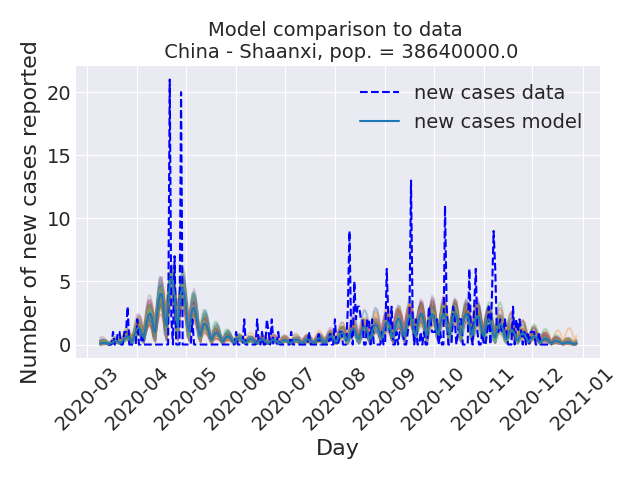 Model comparison to data
China - Shaanxi, pop. = 38640000.0
Number of new cases reported
20
15
10
5
0
new cases data
new cases model
2020-03
2020-04
2020-05
2020-06
2020-07
2020-08
2020-09
2020-10
2020-11
2020-12
2021-01
Day